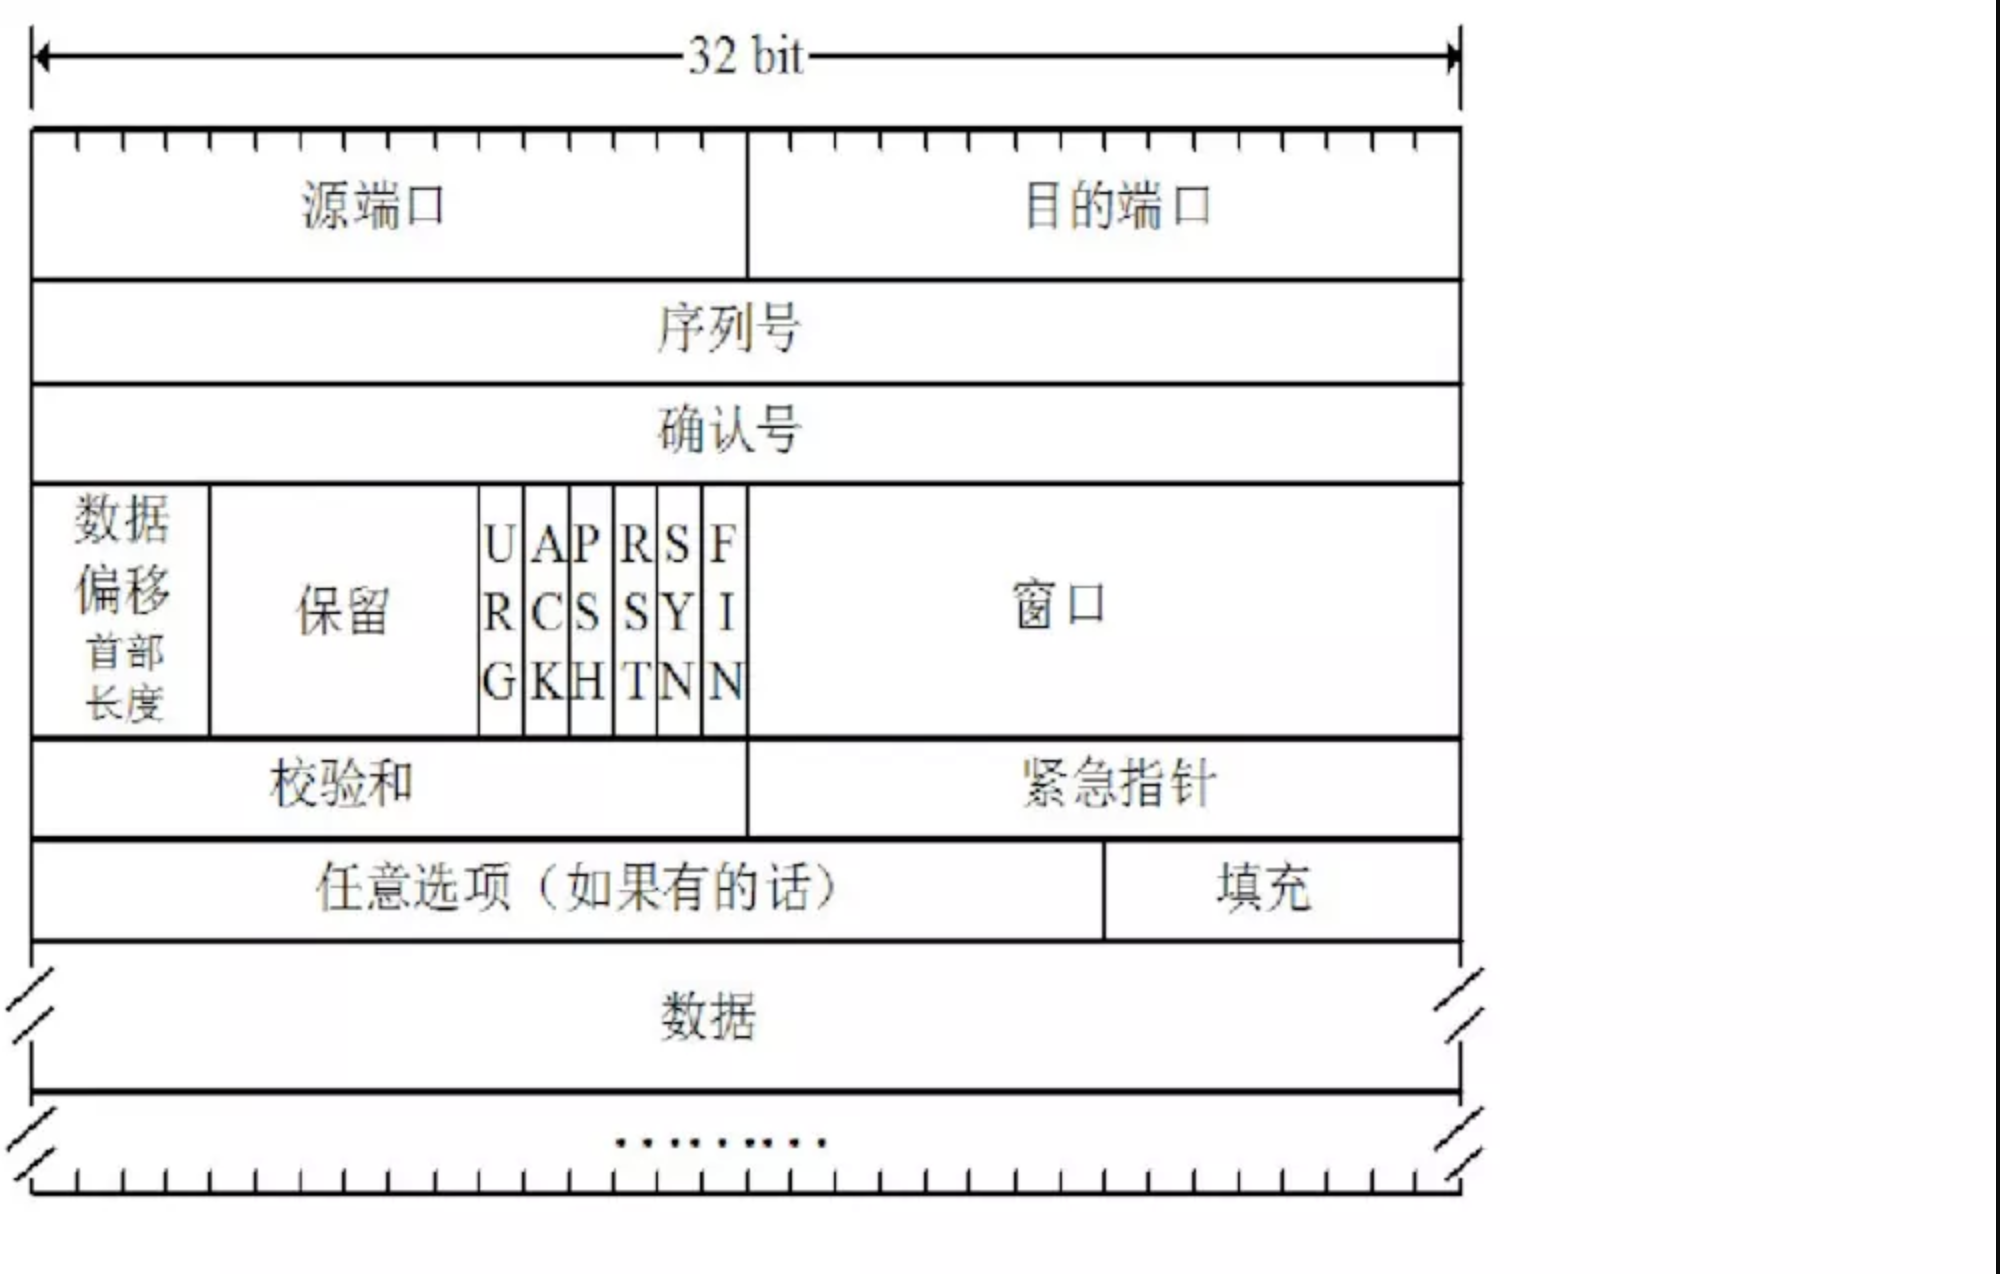 32 bit
源端口
目的端口
序列号
确认号
数据
偏移
首部
长度
保留
URG
ACK
PSH
RST
SYN
FIN
窗口
校验和
紧急指针
任意选项（如果有的话）
填充
数据
………